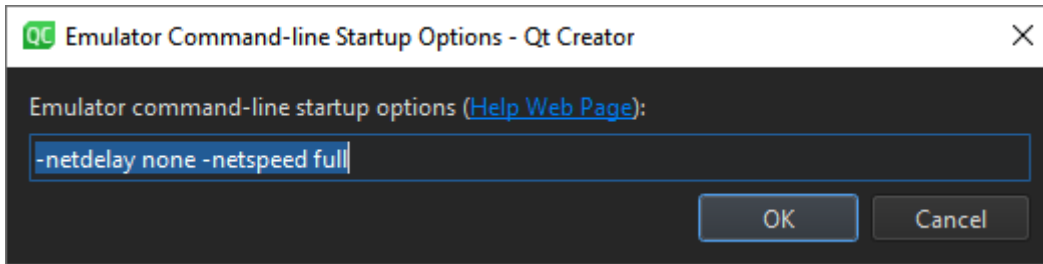 QC Emulator Command-line Startup Options - Qt Creator
Emulator command-line startup options (Help Web Page):
-netdelay none -netspeed full
OK Cancel